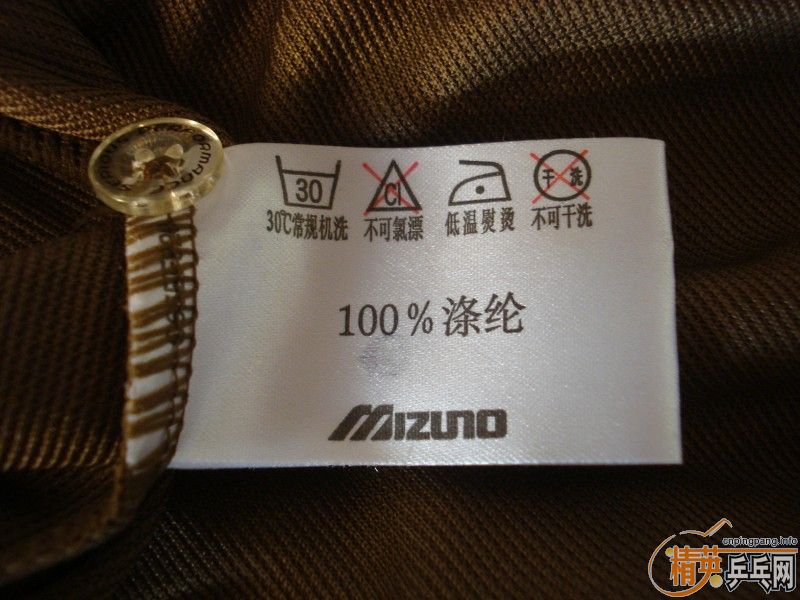 30 Cl 干洗
30℃常规机洗 不可氯漂 低温熨烫 不可干洗
100%涤纶
MIZUNO
cnpingpang.info
精英乒乓网